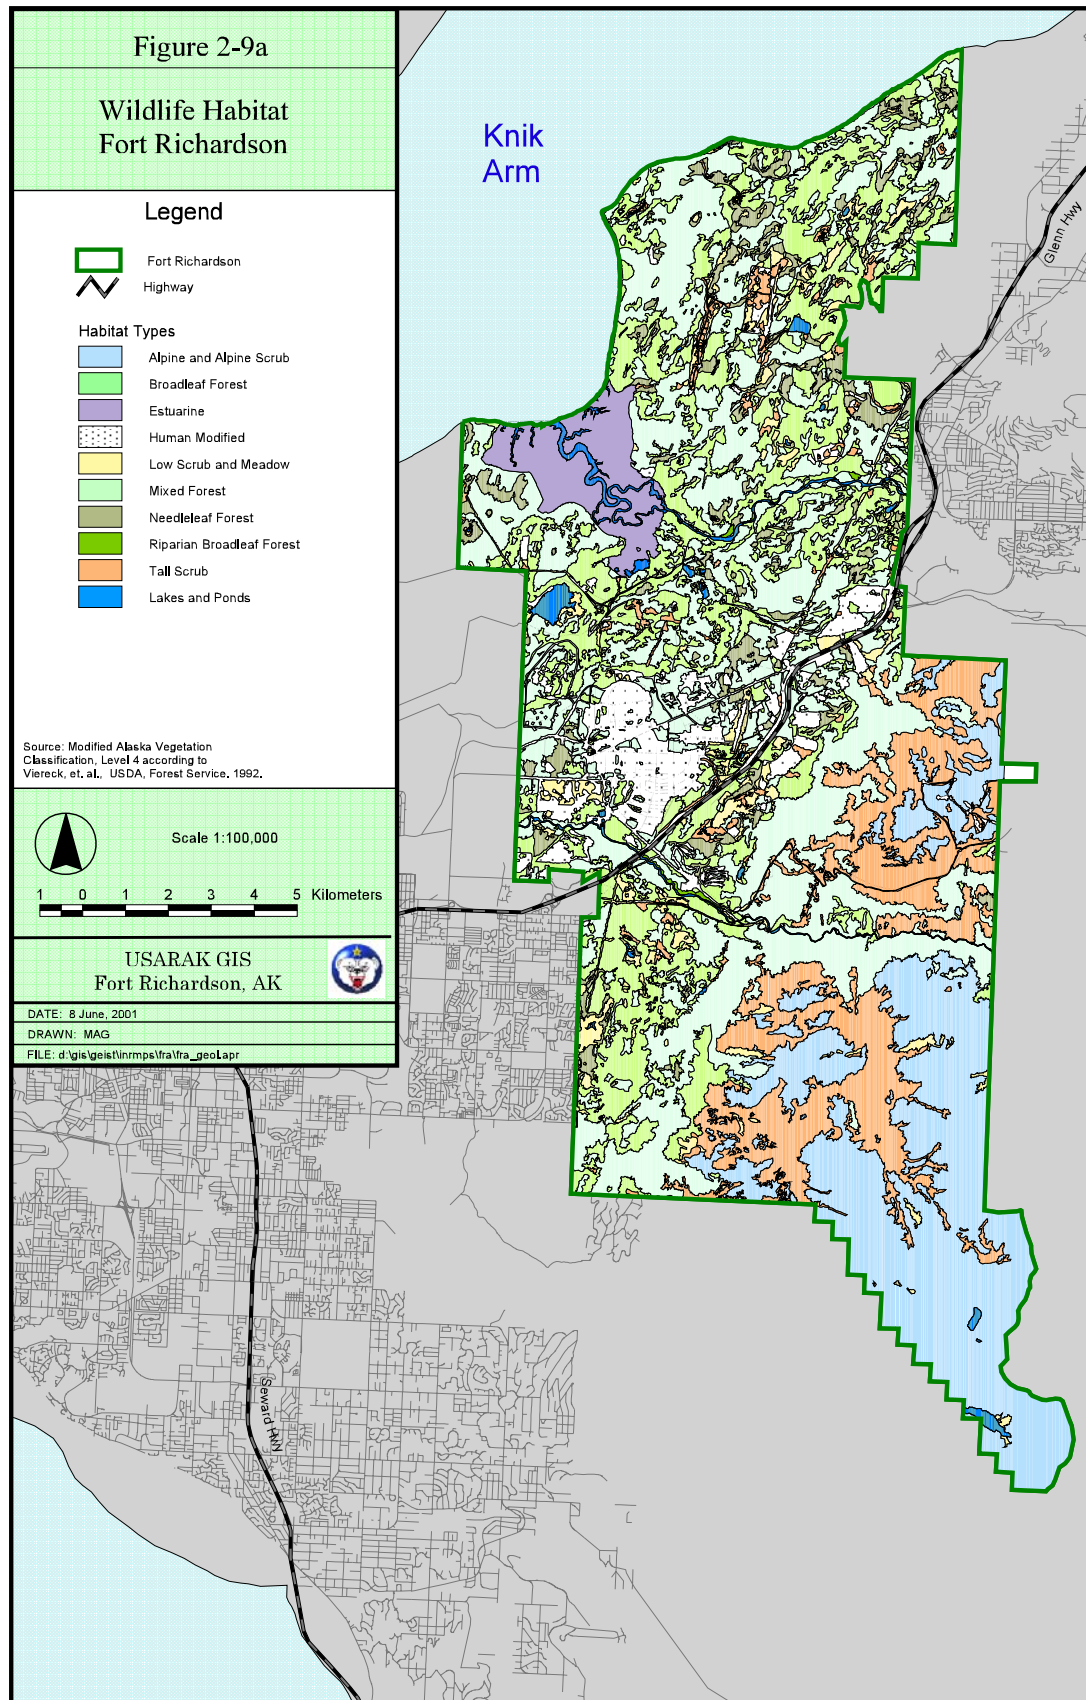 Figure 2-9a
Wildlife Habitat
Fort Richardson
Legend
Fort Richardson
Highway
Habitat Types
Alpine and Alpine Scrub
Broadleaf Forest
Estuarine
Human Modified
Low Scrub and Meadow
Mixed Forest
Needleleaf Forest
Riparian Broadleaf Forest
Tall Scrub
Lakes and Ponds
Source: Modified Alaska Vegetation
Classification, Level 4 according to
Viereck, et. al., USDA, Forest Service. 1992.
Scale 1:100,000
1 0 1 2 3 4 5 Kilometers
USARAK GIS
Fort Richardson, AK
DATE: 8 June, 2001
DRAWN: MAG
FILE: d:\gis\geist\inrmps\fra\fra_geol.apr
Knik
Arm
Glenn Hwy
Seward HWy